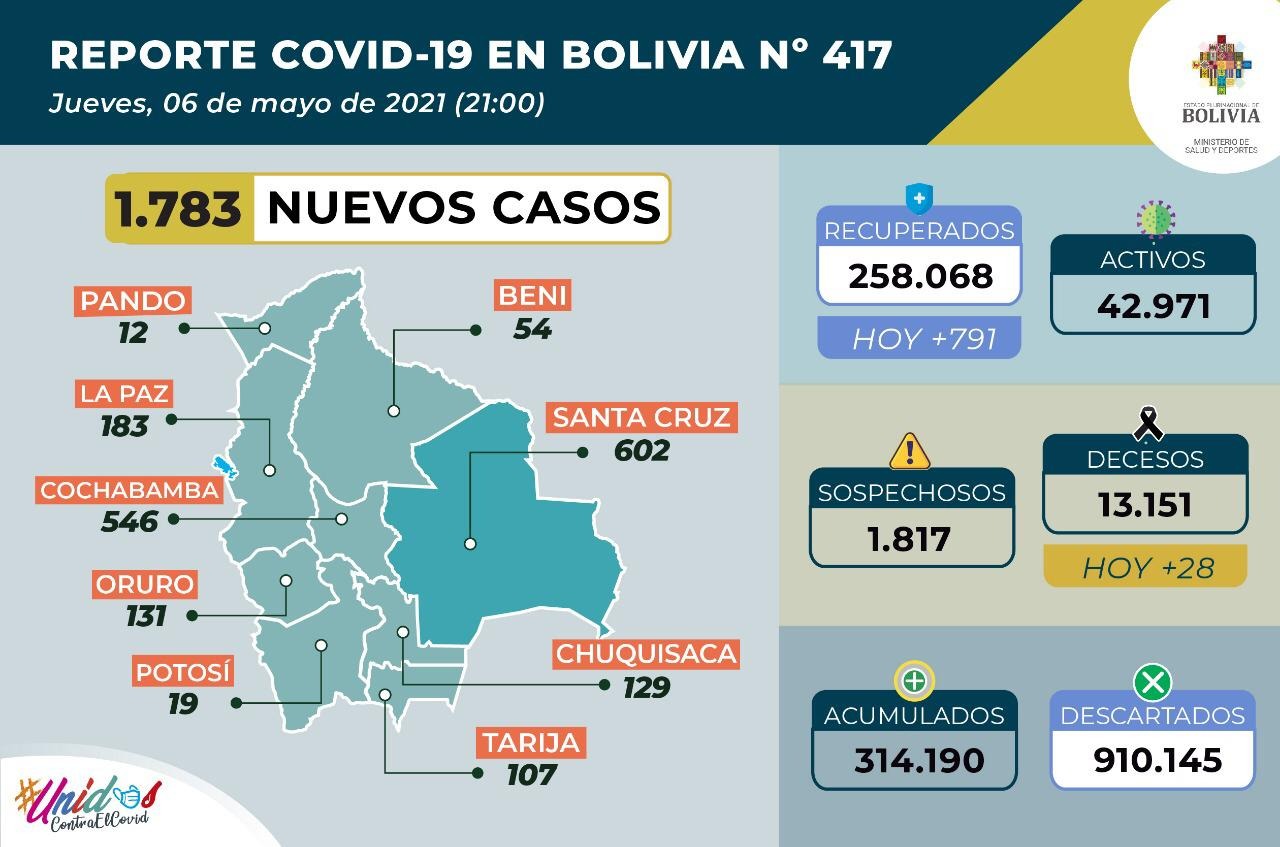 REPORTE COVID-19 EN BOLIVIA Nº 417
Jueves, 06 de mayo de 2021 (21:00)
ESTADO PLURINACIONAL DE
BOLIVIA
MINISTERIO DE
SALUD Y DEPORTES
1.783 NUEVOS CASOS
PANDO
12
BENI
54
LA PAZ
183
SANTA CRUZ
602
COCHABAMBA
546
ORURO
131
POTOSÍ
19
CHUQUISACA
129
TARIJA
107
RECUPERADOS
258.068
HOY +791
ACTIVOS
42.971
SOSPECHOSOS
1.817
DECESOS
13.151
HOY +28
ACUMULADOS
314.190
DESCARTADOS
910.145
#Unidos
ContraElCovid